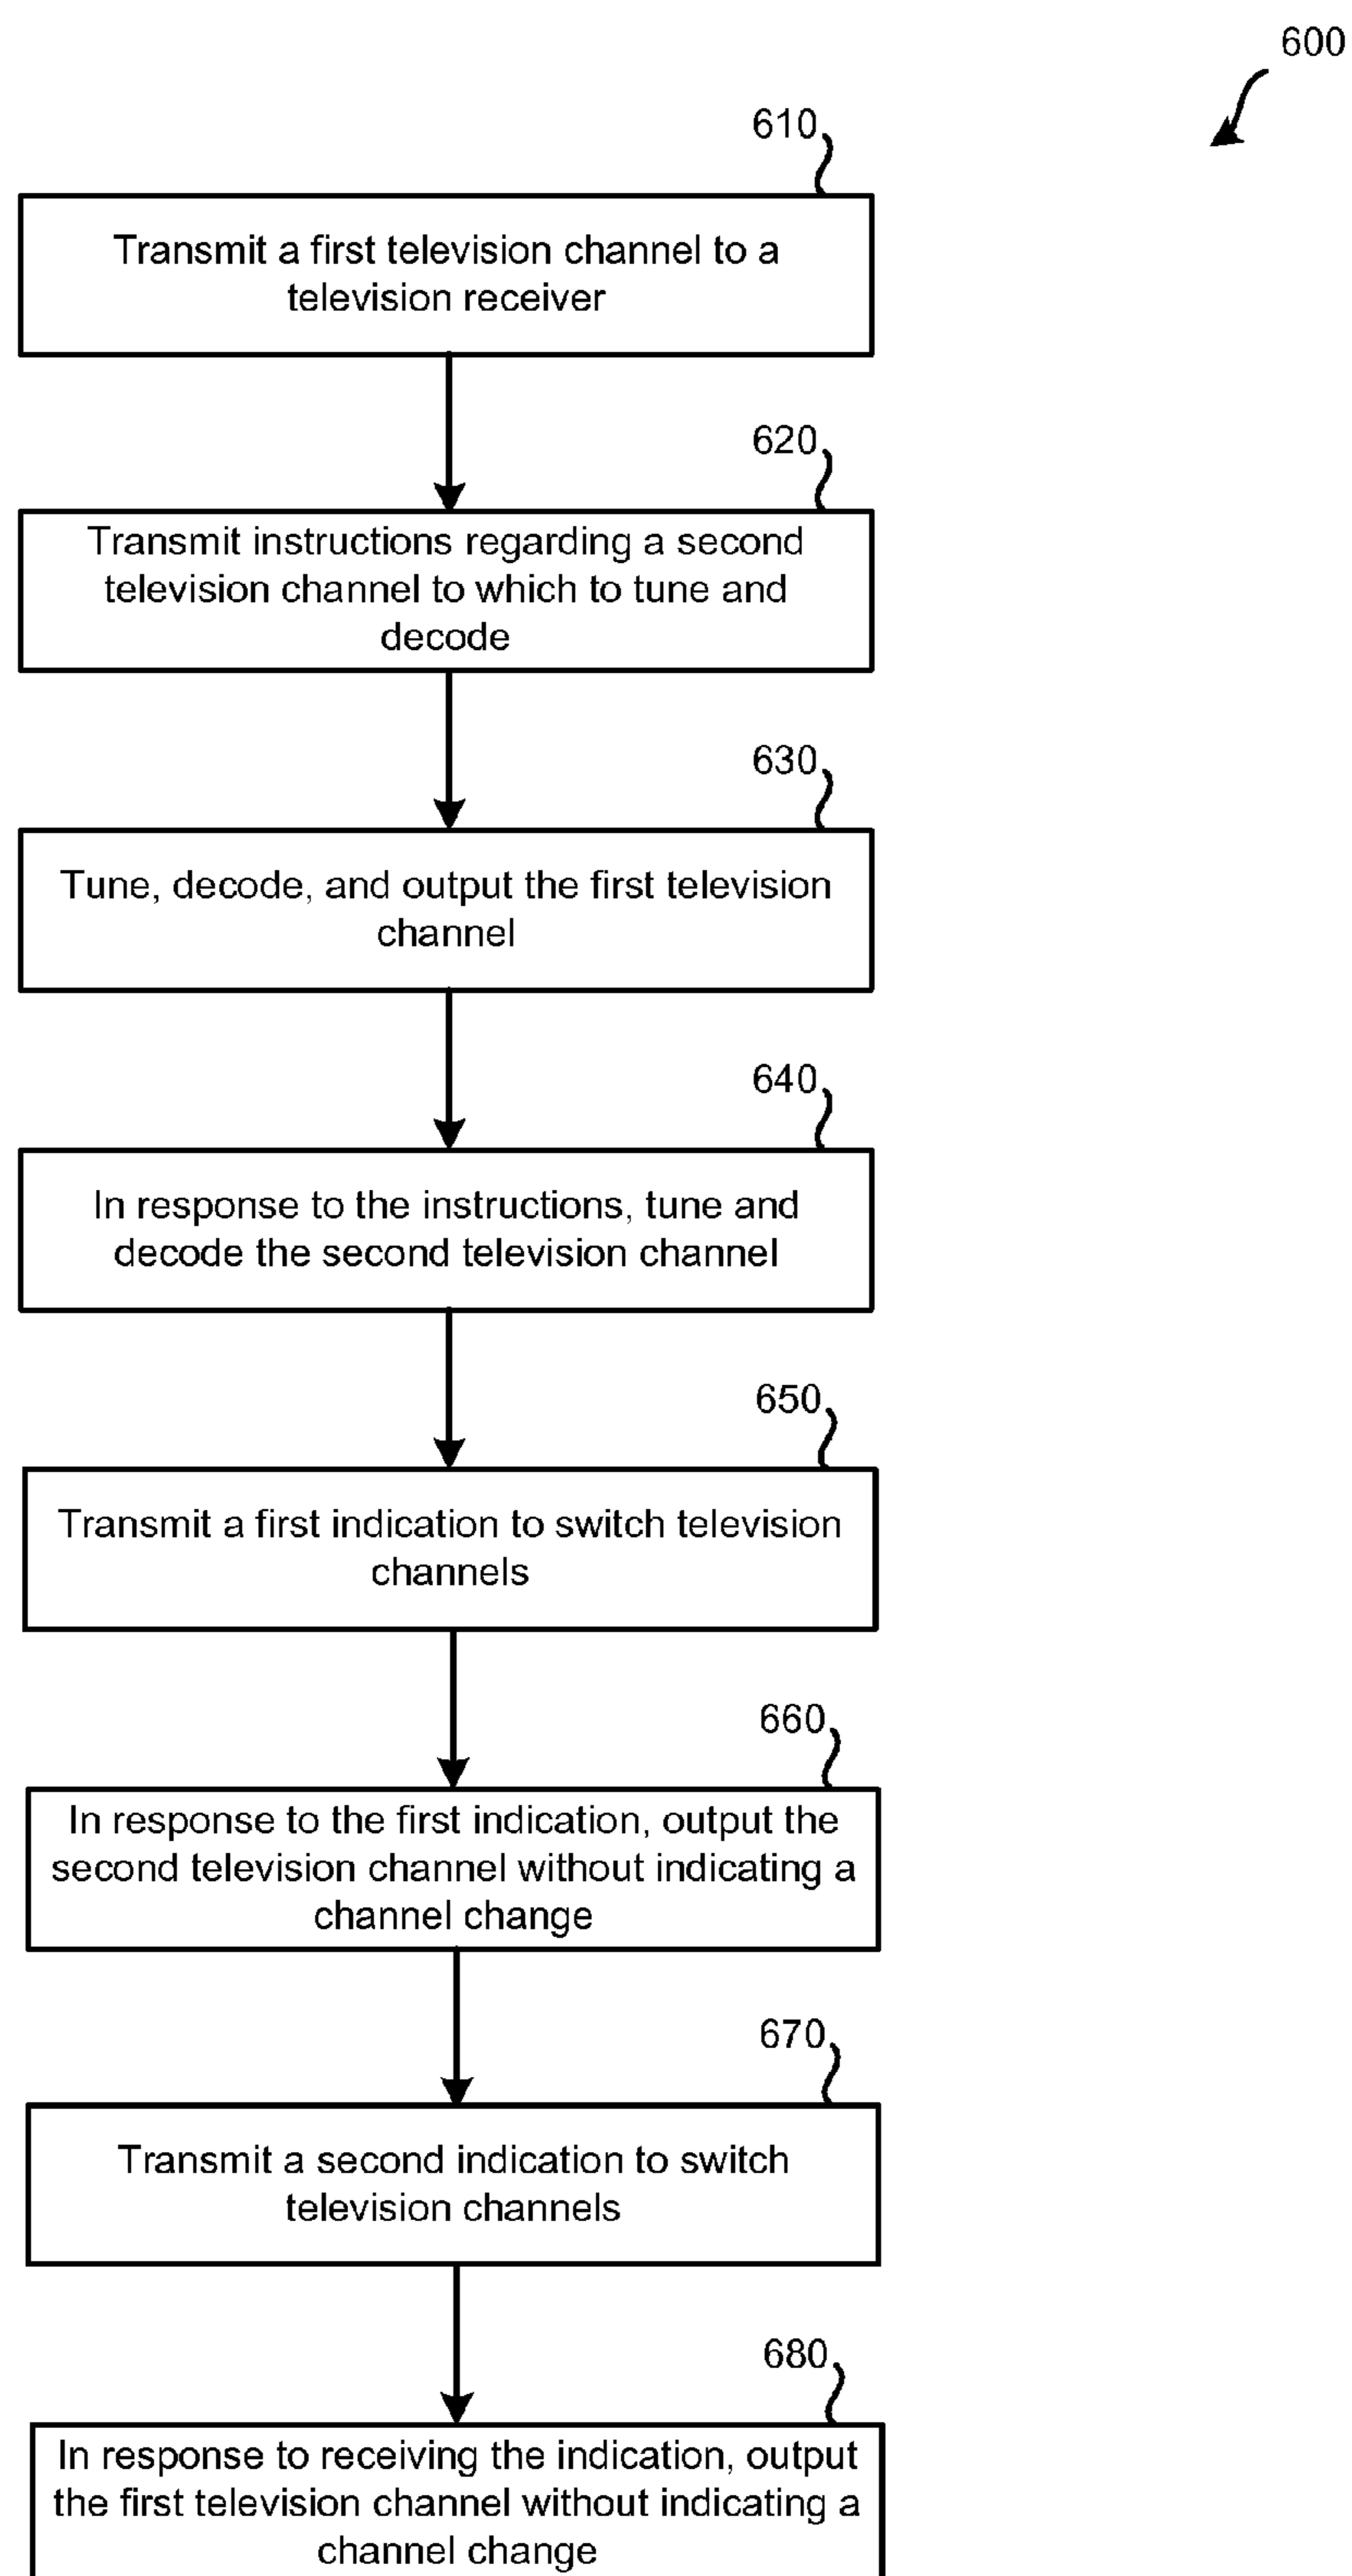 600
610
Transmit a first television channel to a
television receiver
620
Transmit instructions regarding a second
television channel to which to tune and
decode
630
Tune, decode, and output the first television
channel
640
In response to the instructions, tune and
decode the second television channel
650
Transmit a first indication to switch television
channels
660
In response to the first indication, output the
second television channel without indicating a
channel change
670
Transmit a second indication to switch
television channels
680
In response to receiving the indication, output
the first television channel without indicating a
channel change